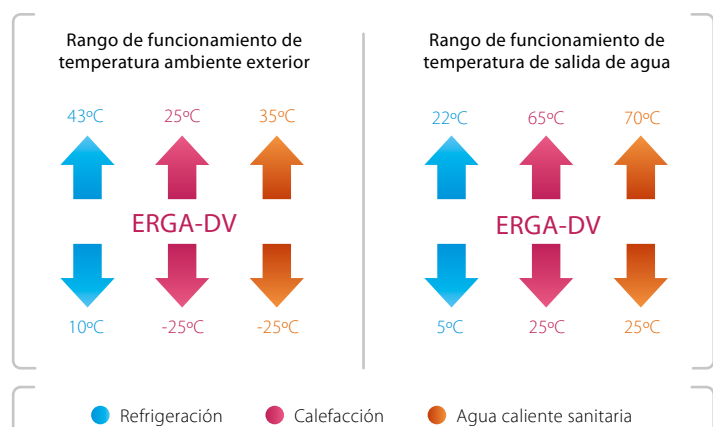 Rango de funcionamiento de
temperatura ambiente exterior
43ºC 25ºC 35ºC
ERGA-DV
10ºC -25ºC -25ºC
Rango de funcionamiento de
temperatura de salida de agua
22ºC 65ºC 70ºC
ERGA-DV
5ºC 25ºC 25ºC
Refrigeración Calefacción Agua caliente sanitaria